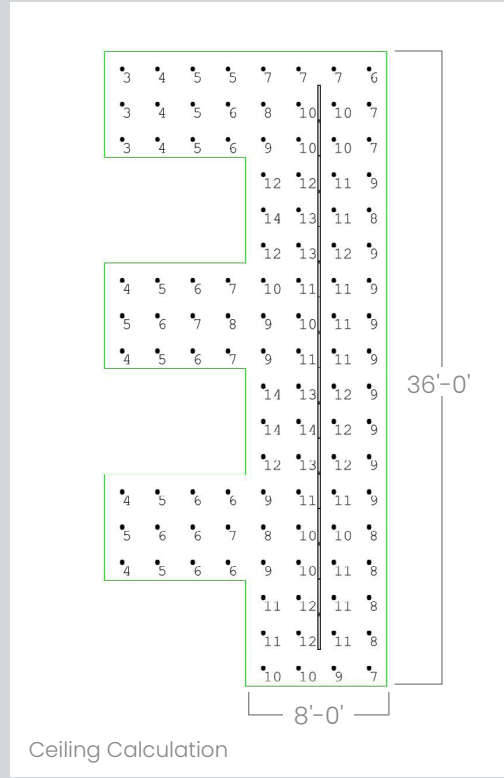 3 4 5 5 7 7 7 6
3 4 5 6 8 10 10 7
3 4 5 6 9 10 10 7
12 12 11 9
14 13 11 8
12 13 12 9
4 5 6 7 10 11 11 9
5 6 7 8 9 10 11 9
4 5 6 7 9 11 11 9
14 13 12 9
14 14 12 9
12 13 12 9
4 5 6 6 9 11 11 9
5 6 6 7 8 10 10 8
4 5 6 6 9 10 11 8
11 12 11 8
11 12 11 8
10 10 9 7
36'-0'
8'-0'
Ceiling Calculation